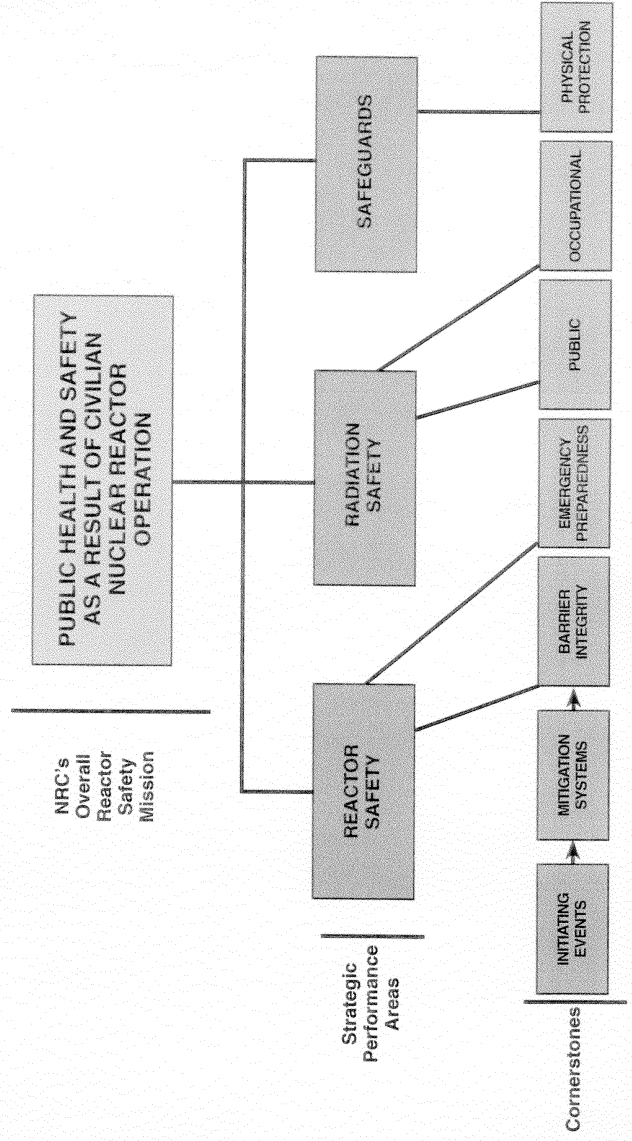 NRC's
Overall
Reactor
Safety
Mission
PUBLIC HEALTH AND SAFETY
AS A RESULT OF CIVILIAN
NUCLEAR REACTOR
OPERATION
Strategic
Performance
Areas
REACTOR
SAFETY
RADIATION
SAFETY
SAFEGUARDS
Cornerstones
INITIATING
EVENTS
MITIGATION
SYSTEMS
BARRIER
INTEGRITY
EMERGENCY
PREPAREDNESS
PUBLIC
OCCUPATIONAL
PHYSICAL
PROTECTION